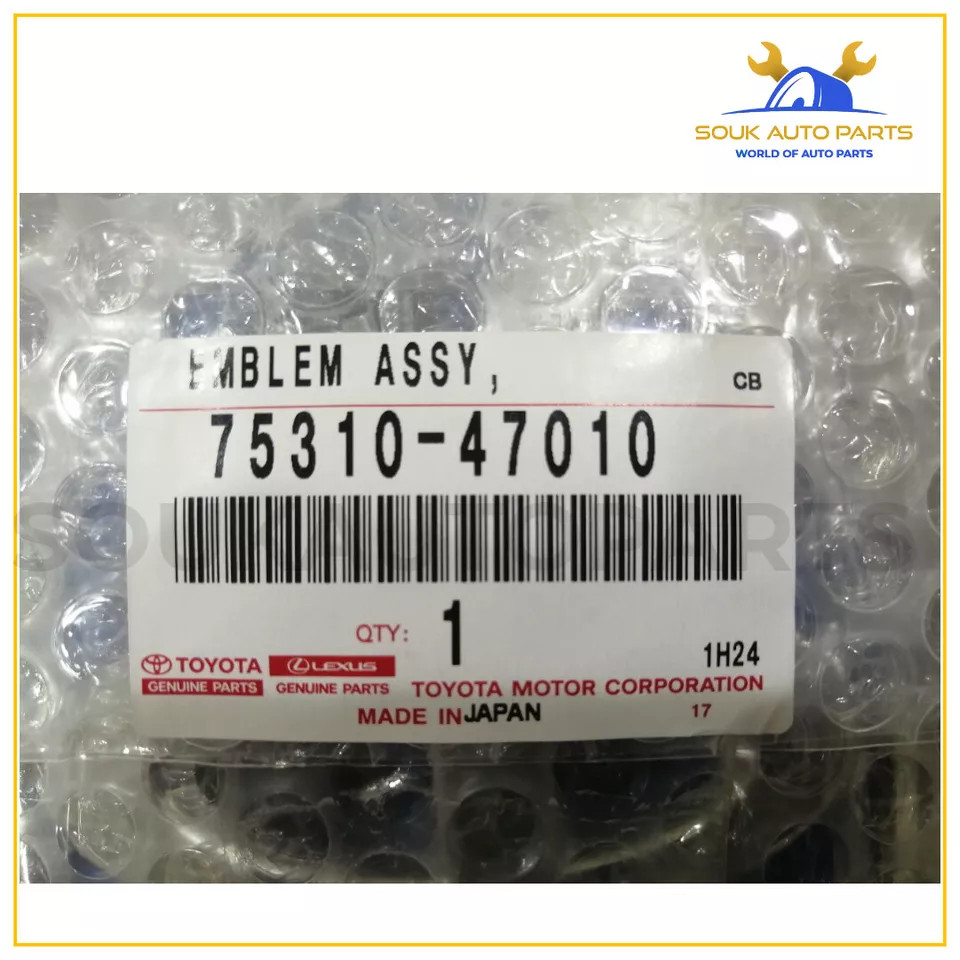 SOUK AUTO PARTS
WORLD OF AUTO PARTS
EMBLEM ASSY,
CB
75310-47010
SOUKAUTOPARTS
QTY: 1
1H24
TOYOTA
LEXUS
GENUINE PARTS
GENUINE PARTS
TOYOTA MOTOR CORPORATION
MADE IN JAPAN
17